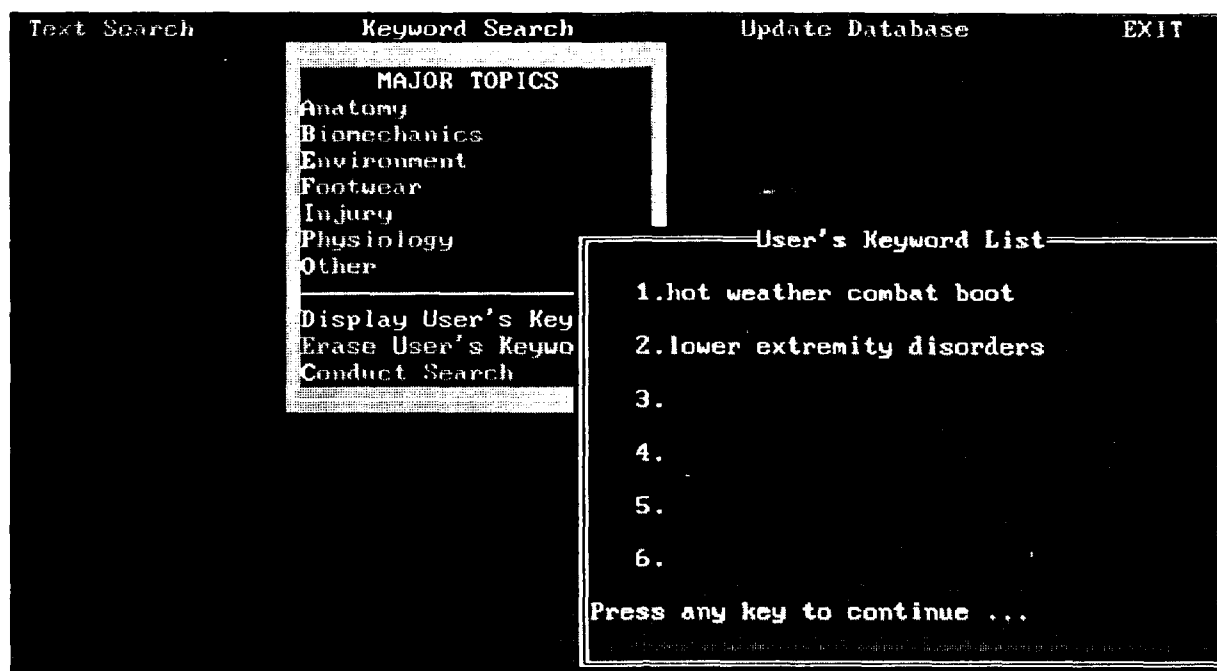 Text Search Keyword Search Update Database EXIT
MAJOR TOPICS
Anatomy
Biomechanics
Environment
Footwear
Injury
Physiology
Other
Display User's Key
Erase User's Keywo
Conduct Search
User's Keyword List
1.hot weather combat boot
2.lower extremity disorders
3.
4.
5.
6.
Press any key to continue ...